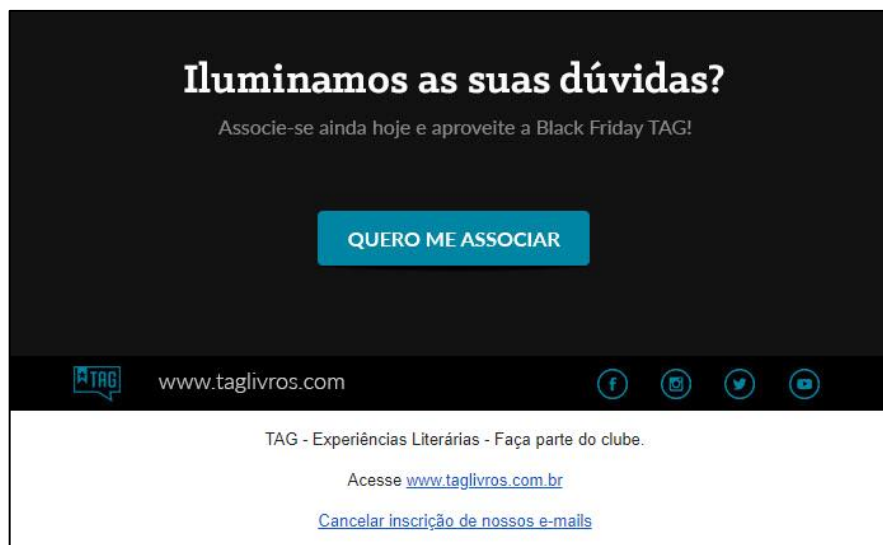 Iluminamos as suas dúvidas?
Associe-se ainda hoje e aproveite a Black Friday TAG!
QUERO ME ASSOCIAR
TAG www.taglivros.com
TAG - Experiências Literárias - Faça parte do clube.
Acesse www.taglivros.com.br
Cancelar inscrição de nossos e-mails